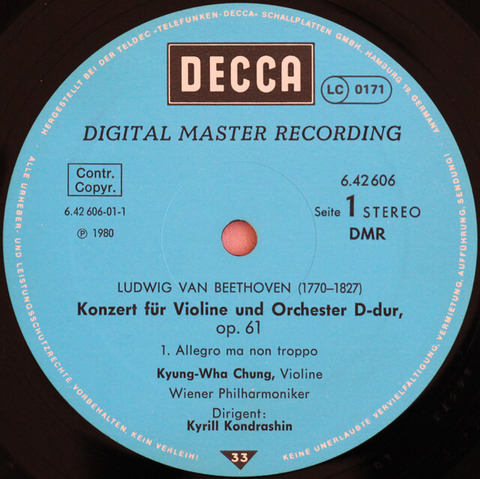 HERGESTELLT BEI DER TELDEC »TELEFUNKEN-DECCA« SCHALLPLATTEN GMBH, HAMBURG 19, GERMANY
DECCA
LC 0171
DIGITAL MASTER RECORDING
Contr.
Copyr.
6.42 606
6.42 606-01-1
Seite 1 STEREO
℗ 1980
DMR
LUDWIG VAN BEETHOVEN (1770–1827)
Konzert für Violine und Orchester D-dur,
op. 61
1. Allegro ma non troppo
Kyung-Wha Chung, Violine
Wiener Philharmoniker
Dirigent:
Kyrill Kondrashin
33
ALLE URHEBER- UND LEISTUNGSSCHUTZRECHTE VORBEHALTEN. KEIN VERLEIH!
KEINE UNERLAUBTE VERVIELFÄLTIGUNG, VERMIETUNG, AUFFÜHRUNG, SENDUNG!